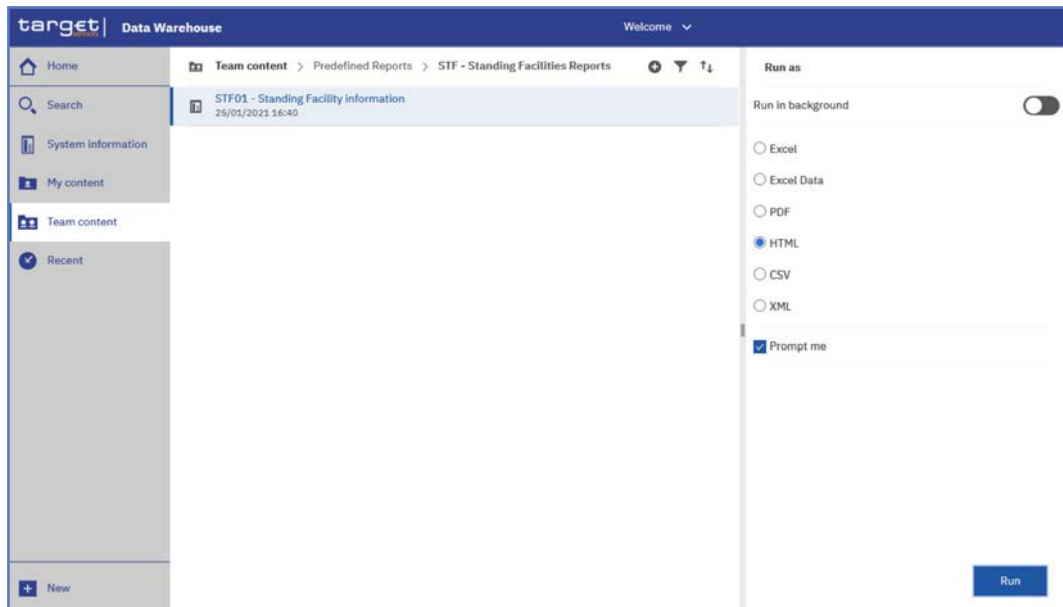 target| Data Warehouse
services
Welcome
Home
Search
System information
My content
Team content
Recent
New
Team content > Predefined Reports > STF - Standing Facilities Reports
STF01 - Standing Facility information
25/01/2021 16:40
Run as
Run in background
Excel
Excel Data
PDF
HTML
CSV
XML
Prompt me
Run